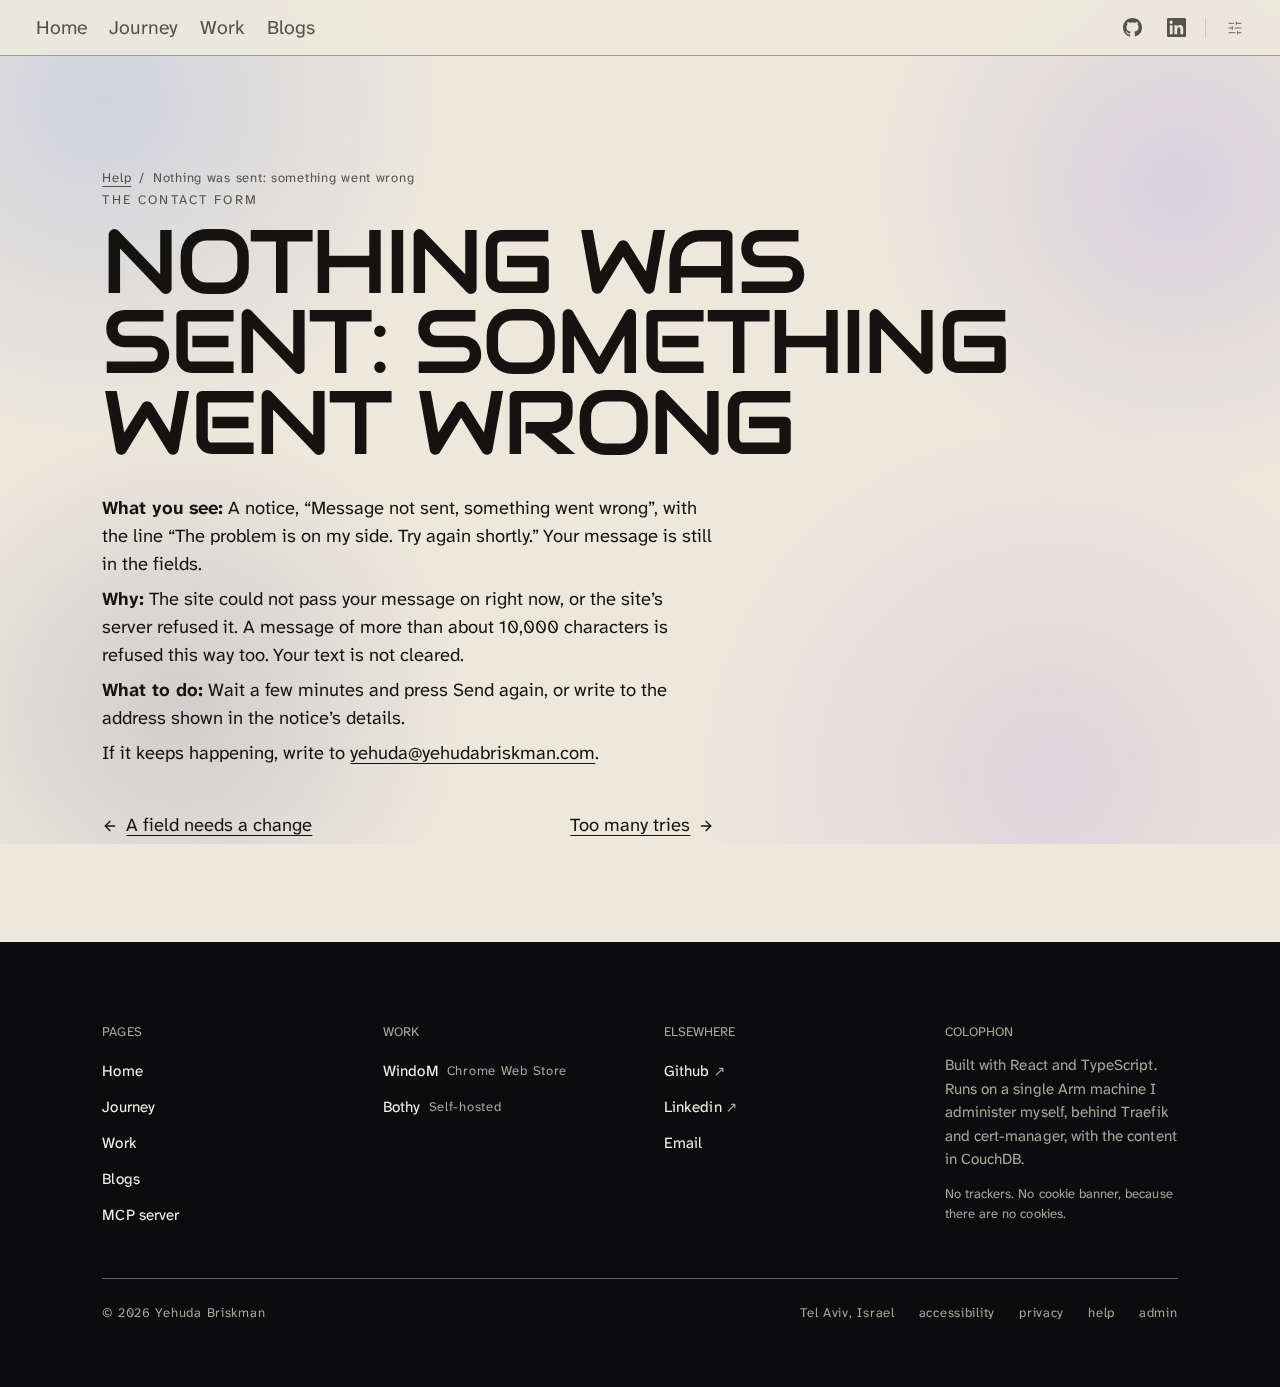 Home Journey Work Blogs
Help / Nothing was sent: something went wrong
THE CONTACT FORM
NOTHING WAS
SENT: SOMETHING
WENT WRONG
What you see: A notice, “Message not sent, something went wrong”, with
the line “The problem is on my side. Try again shortly.” Your message is still
in the fields.
Why: The site could not pass your message on right now, or the site’s
server refused it. A message of more than about 10,000 characters is
refused this way too. Your text is not cleared.
What to do: Wait a few minutes and press Send again, or write to the
address shown in the notice’s details.
If it keeps happening, write to yehuda@yehudabriskman.com.
← A field needs a change
Too many tries →
PAGES
Home
Journey
Work
Blogs
MCP server
WORK
WindoM Chrome Web Store
Bothy Self-hosted
ELSEWHERE
Github ↗
Linkedin ↗
Email
COLOPHON
Built with React and TypeScript.
Runs on a single Arm machine I
administer myself, behind Traefik
and cert-manager, with the content
in CouchDB.
No trackers. No cookie banner, because
there are no cookies.
© 2026 Yehuda Briskman
Tel Aviv, Israel accessibility privacy help admin